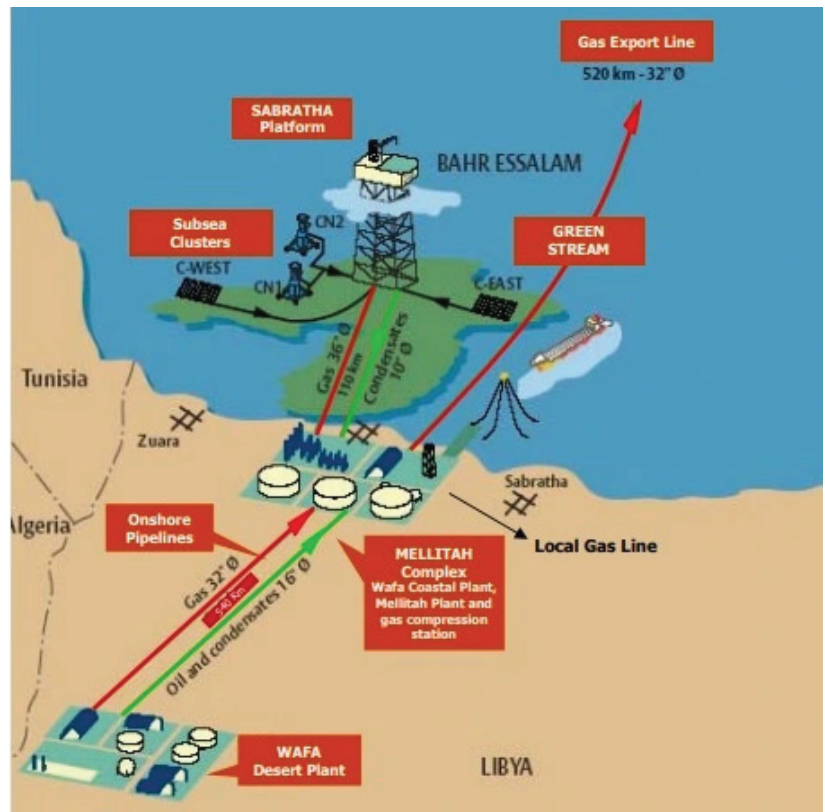 Gas Export Line
520 km - 32" Ø
SABRATHA
Platform
BAHR ESSALAM
Subsea
Clusters
CN2
GREEN
STREAM
C-WEST
CN1
C-EAST
Gas 36" Ø
110 km
Condensates
10" Ø
Tunisia
Zuara
Sabratha
Algeria
Onshore
Pipelines
Local Gas Line
MELLITAH
Complex
Wafa Coastal Plant,
Mellitah Plant and
gas compression
station
Gas 32" Ø
540 Km
Oil and condensates 16" Ø
WAFA
Desert Plant
LIBYA